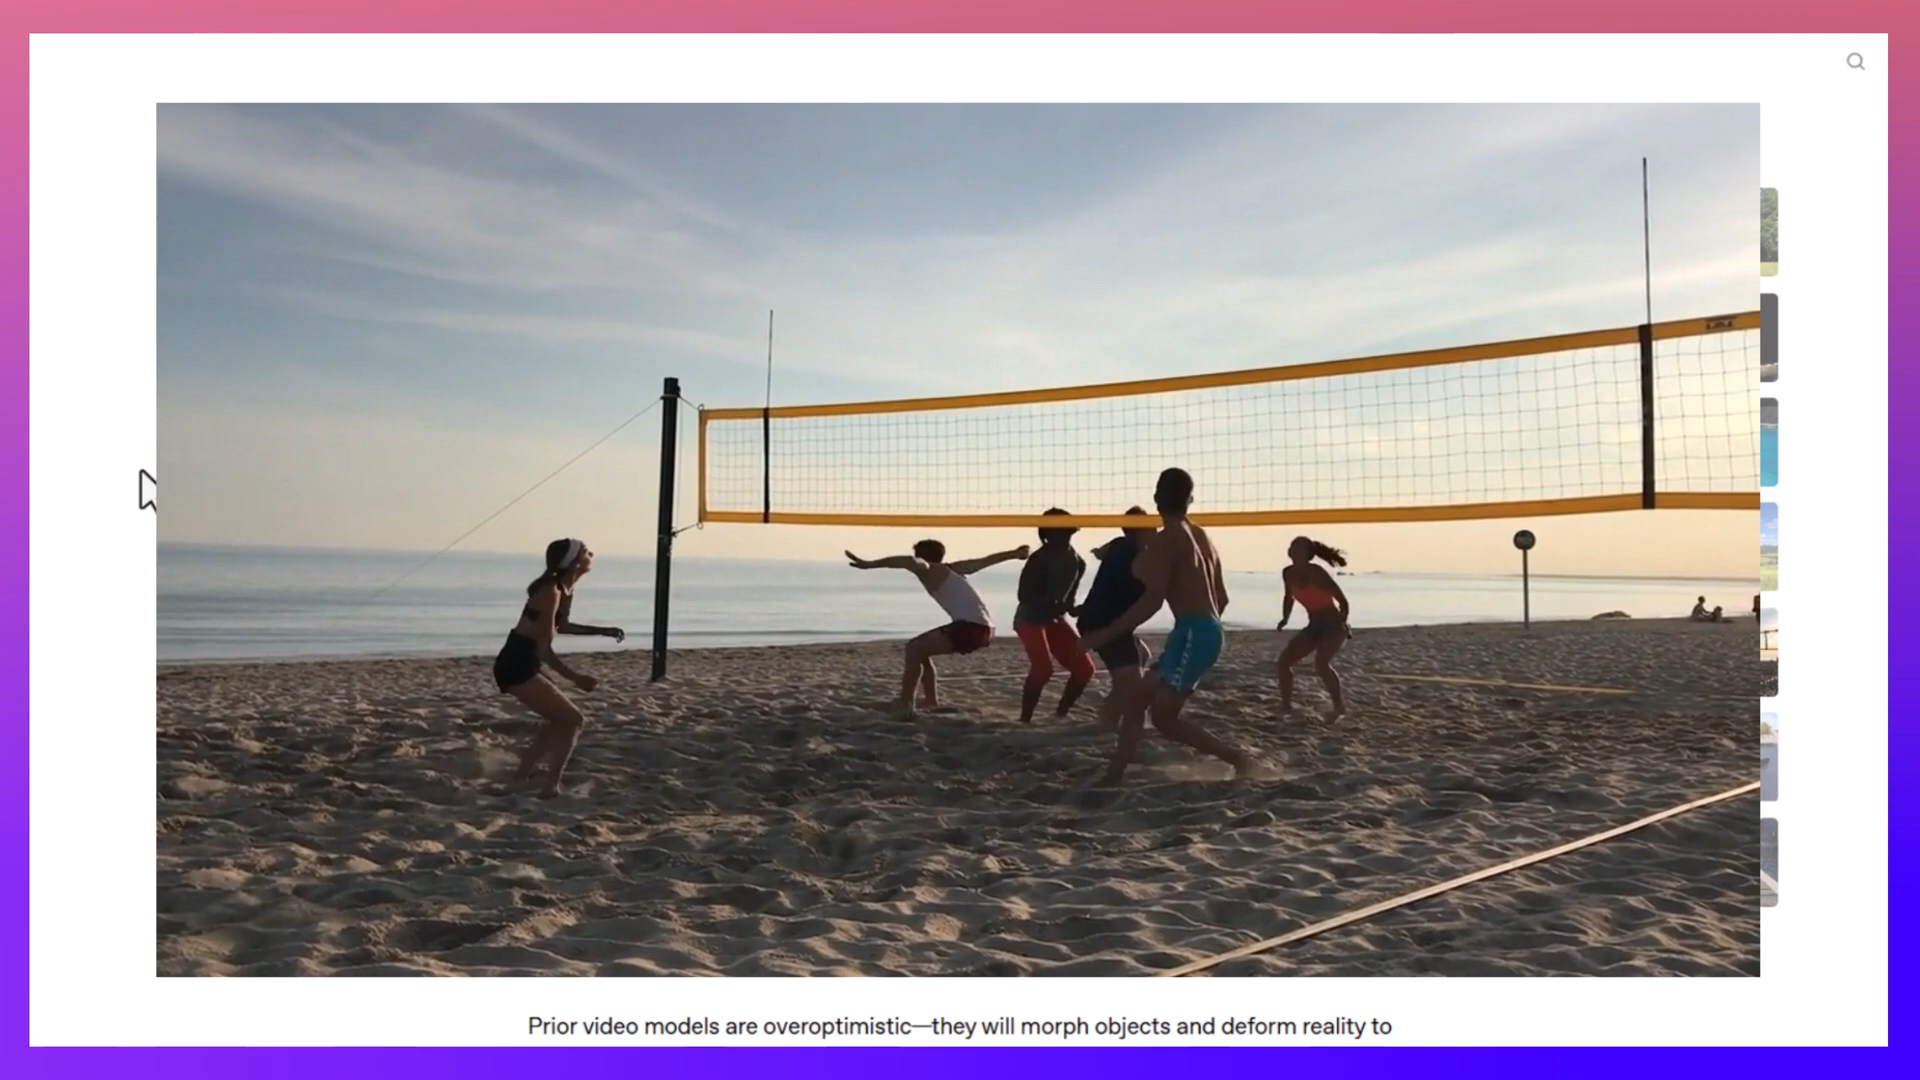 Prior video models are overoptimistic—they will morph objects and deform reality to